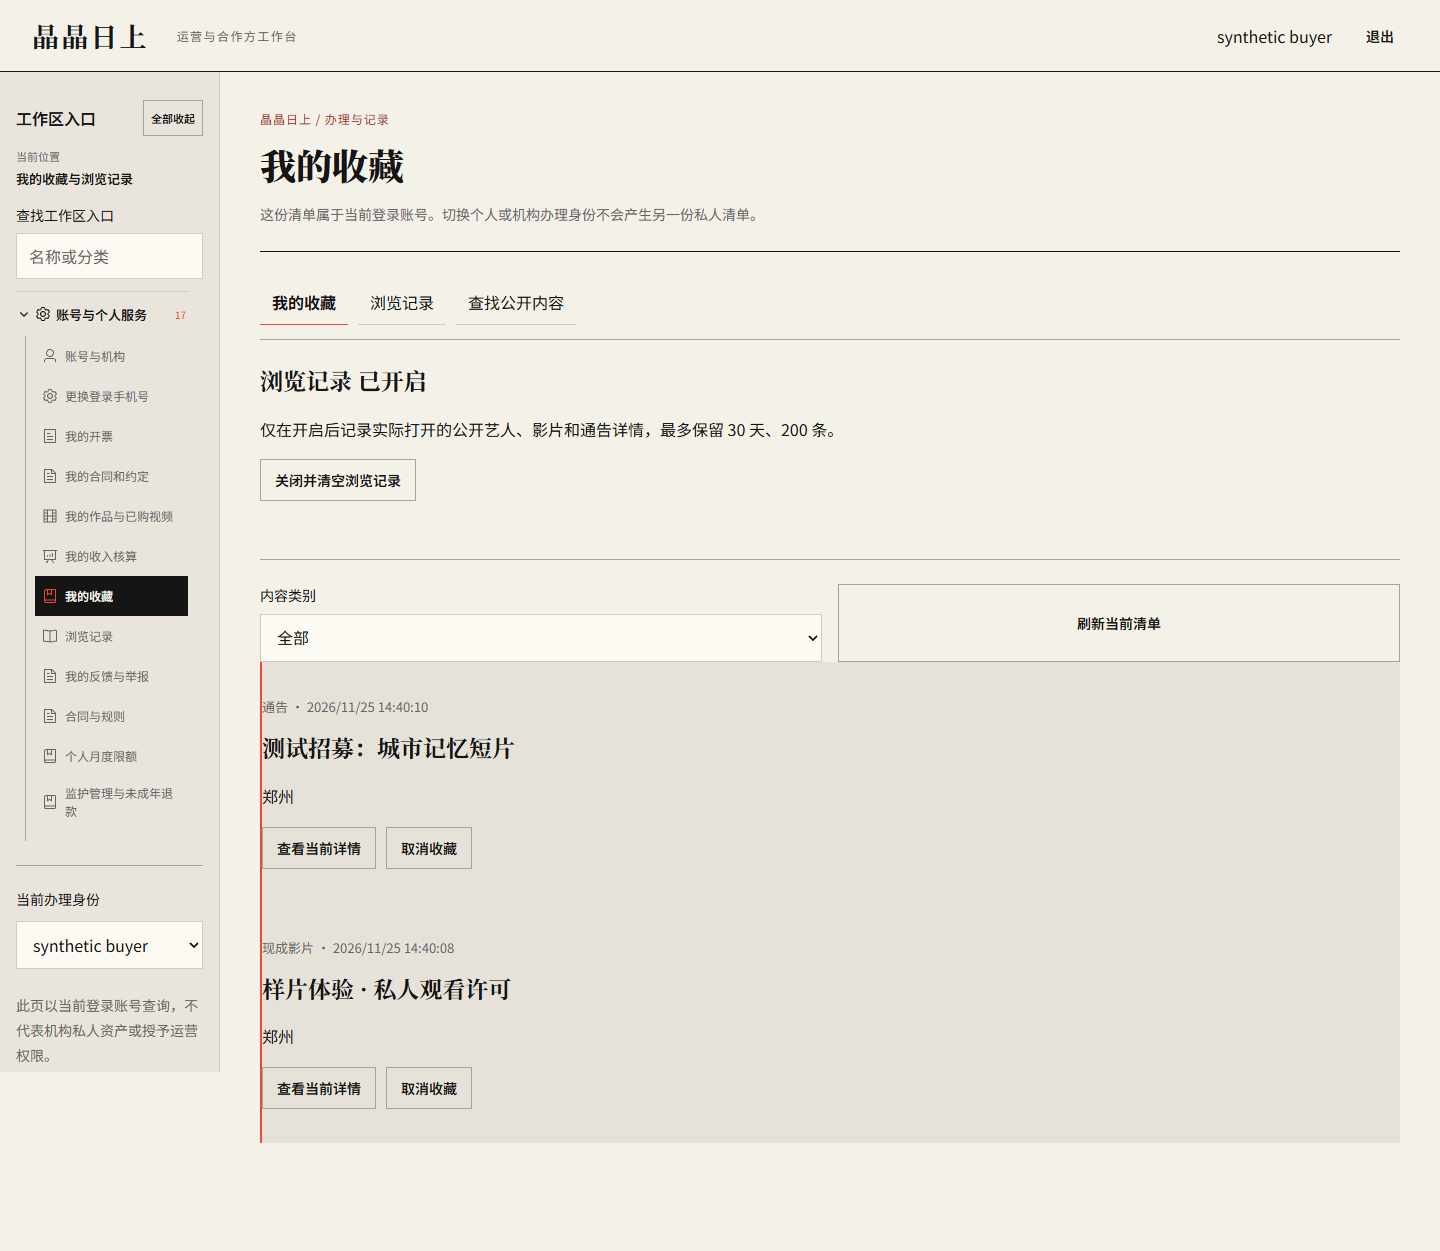 晶晶日上
运营与合作方工作台
synthetic buyer
退出
工作区入口
全部收起
当前位置
我的收藏与浏览记录
查找工作区入口
名称或分类
账号与个人服务
17
账号与机构
更换登录手机号
我的开票
我的合同和约定
我的作品与已购视频
我的收入核算
我的收藏
浏览记录
我的反馈与举报
合同与规则
个人月度限额
监护管理与未成年退
款
当前办理身份
synthetic buyer
此页以当前登录账号查询，不
代表机构私人资产或授予运营
权限。
晶晶日上 / 办理与记录
我的收藏
这份清单属于当前登录账号。切换个人或机构办理身份不会产生另一份私人清单。
我的收藏
浏览记录
查找公开内容
浏览记录 已开启
仅在开启后记录实际打开的公开艺人、影片和通告详情，最多保留 30 天、200 条。
关闭并清空浏览记录
内容类别
全部
刷新当前清单
通告 · 2026/11/25 14:40:10
测试招募：城市记忆短片
郑州
查看当前详情
取消收藏
现成影片 · 2026/11/25 14:40:08
样片体验 · 私人观看许可
郑州
查看当前详情
取消收藏